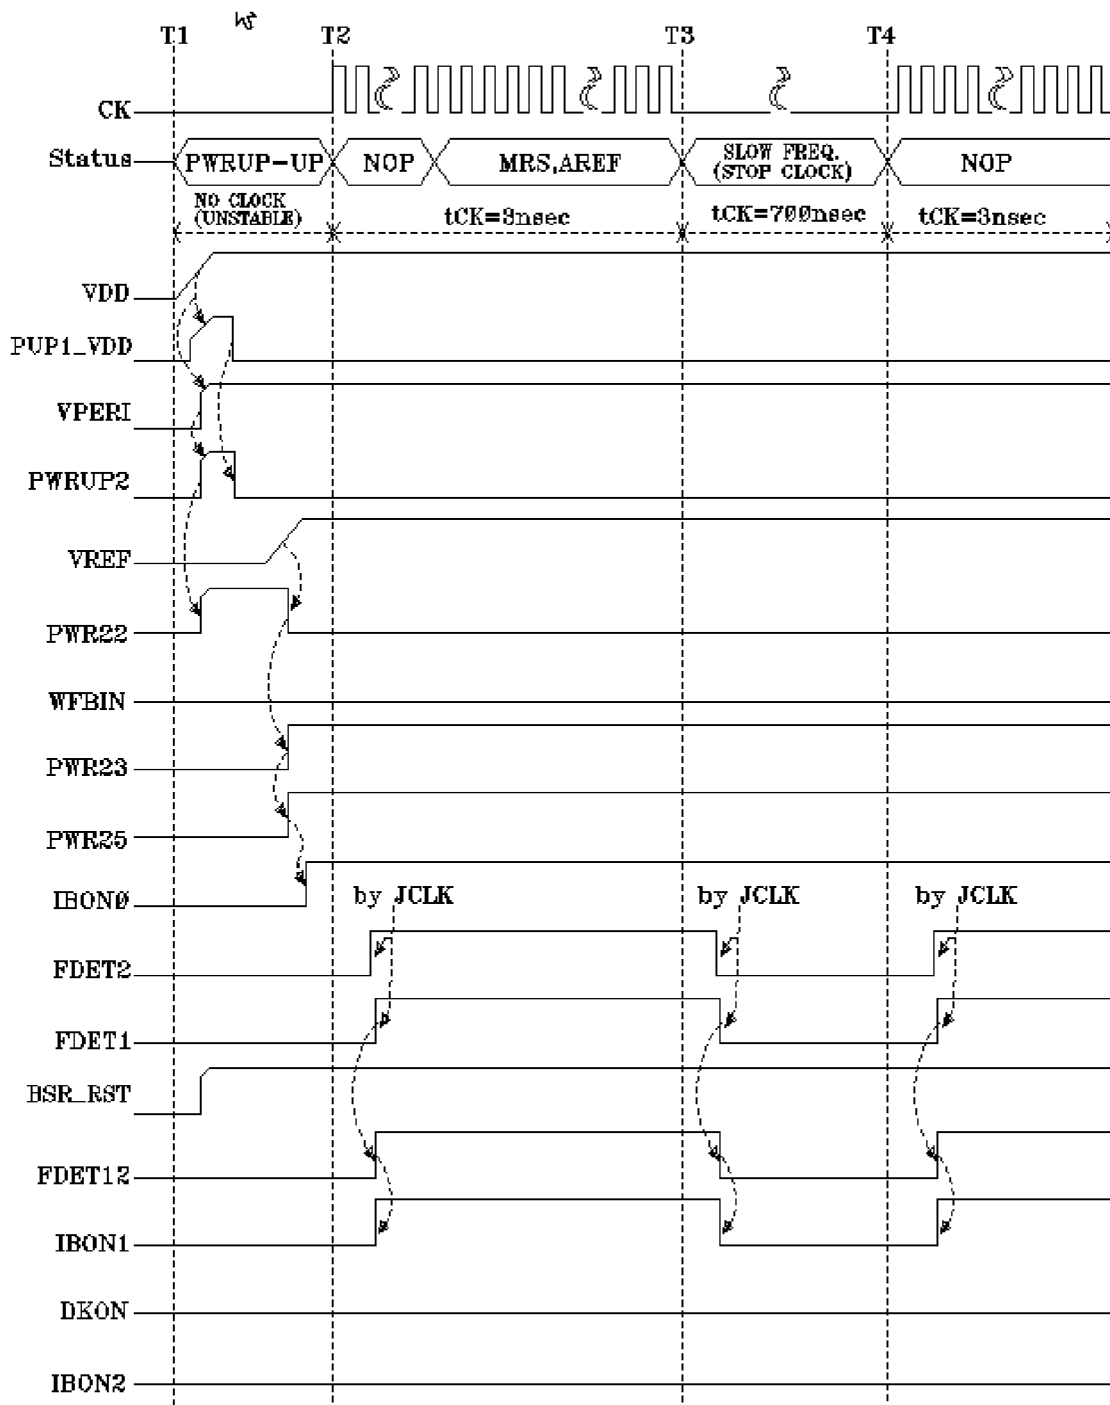 T1 T2 T3 T4
CK
Status PWRUP-UP NOP MRS,AREF SLOW FREQ. (STOP CLOCK) NOP
NO CLOCK (UNSTABLE) tCK=3nsec tCK=700nsec tCK=3nsec
VDD
PUP1_VDD
VPERI
PWRUP2
VREF
PWR22
WFBIN
PWR23
PWR25
IBON0 by JCLK by JCLK by JCLK
FDET2
FDET1
BSR_RST
FDET12
IBON1
DKON
IBON2